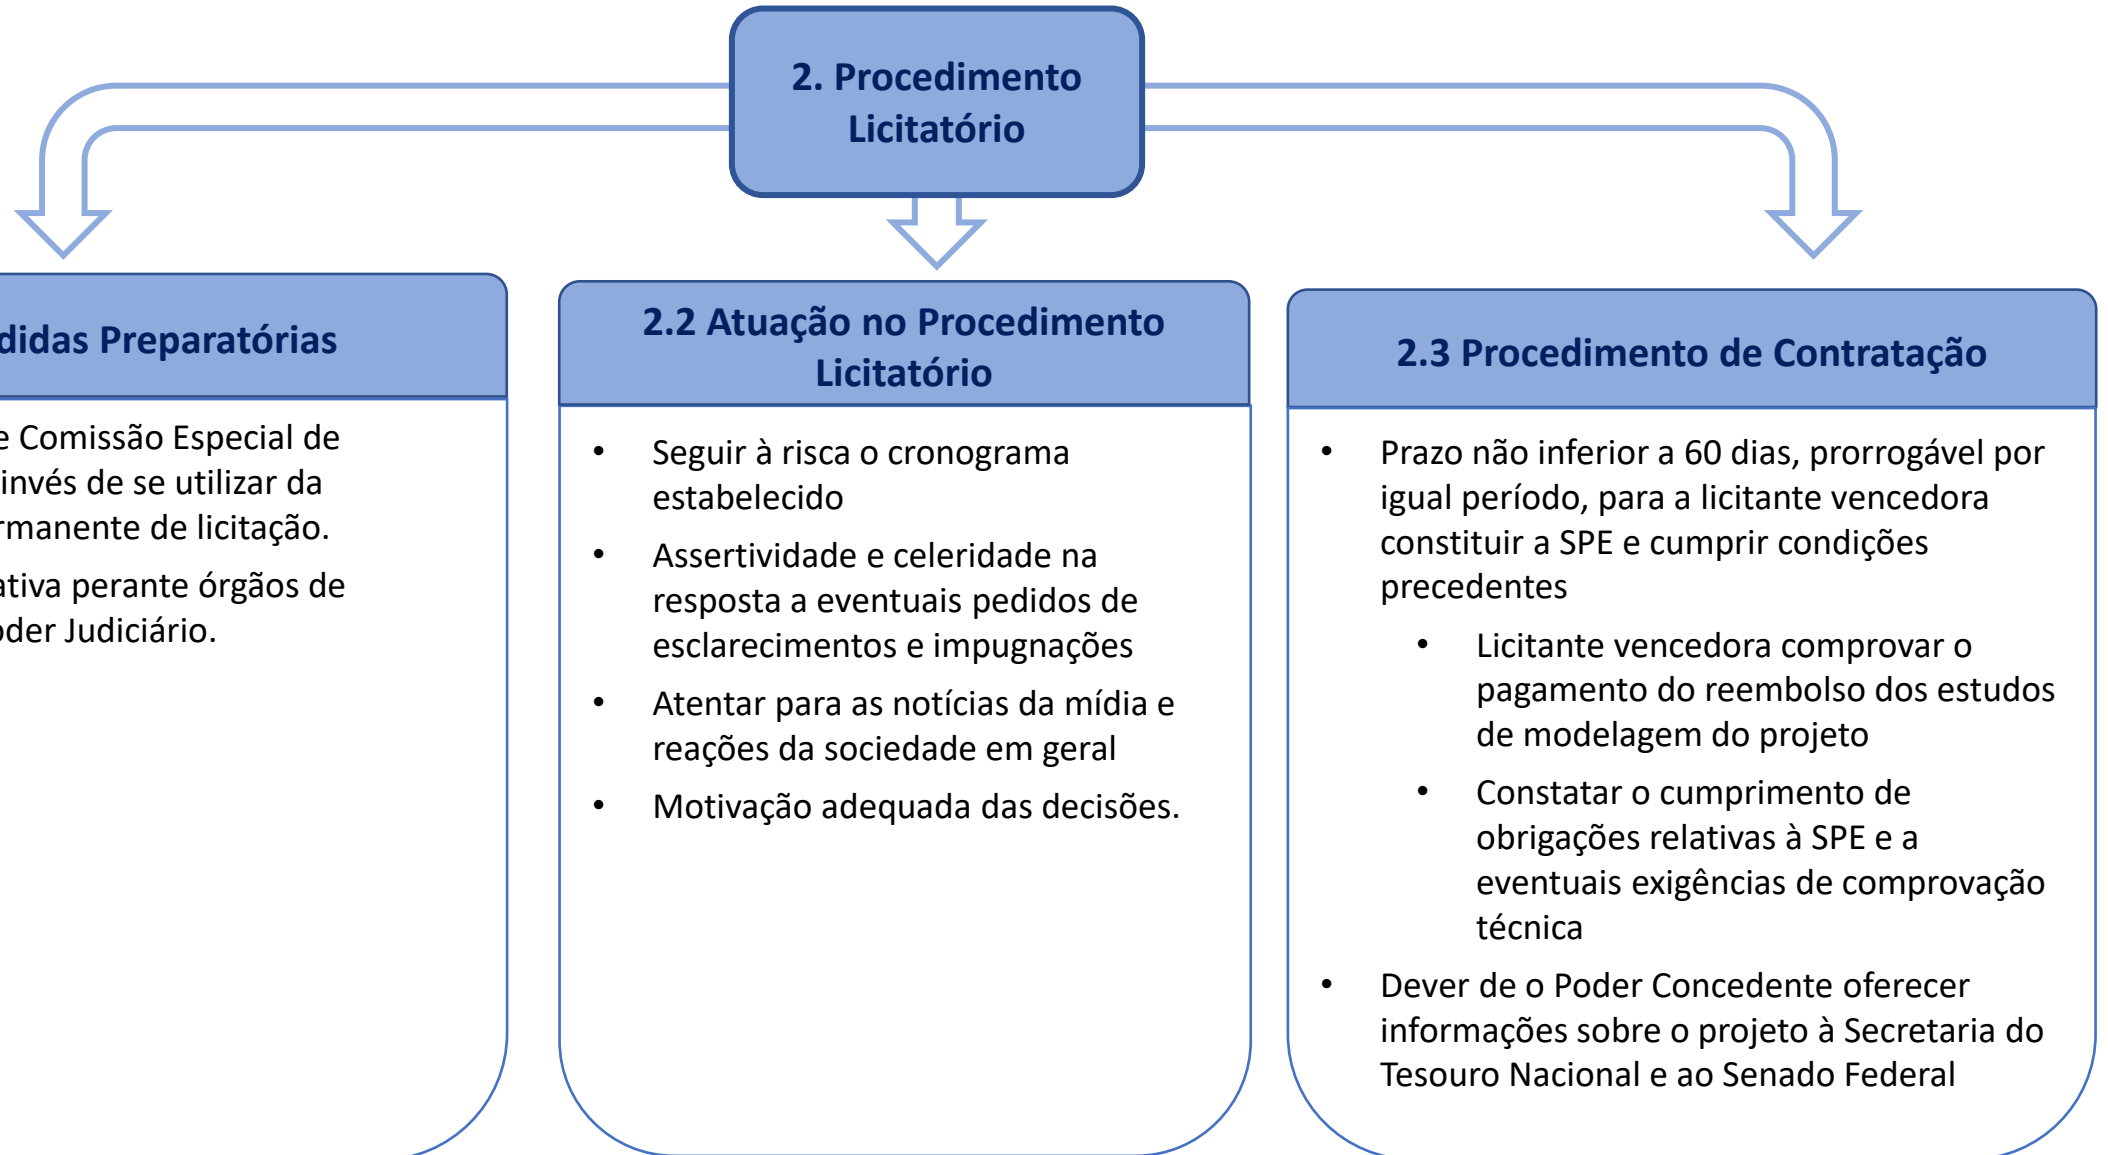 2. Procedimento
Licitatório
didas Preparatórias
e Comissão Especial de
invés de se utilizar da
rmanente de licitação.
ativa perante órgãos de
oder Judiciário.
2.2 Atuação no Procedimento
Licitatório
• Seguir à risca o cronograma
estabelecido
• Assertividade e celeridade na
resposta a eventuais pedidos de
esclarecimentos e impugnações
• Atentar para as notícias da mídia e
reações da sociedade em geral
• Motivação adequada das decisões.
2.3 Procedimento de Contratação
• Prazo não inferior a 60 dias, prorrogável por
igual período, para a licitante vencedora
constituir a SPE e cumprir condições
precedentes
• Licitante vencedora comprovar o
pagamento do reembolso dos estudos
de modelagem do projeto
• Constatar o cumprimento de
obrigações relativas à SPE e a
eventuais exigências de comprovação
técnica
• Dever de o Poder Concedente oferecer
informações sobre o projeto à Secretaria do
Tesouro Nacional e ao Senado Federal